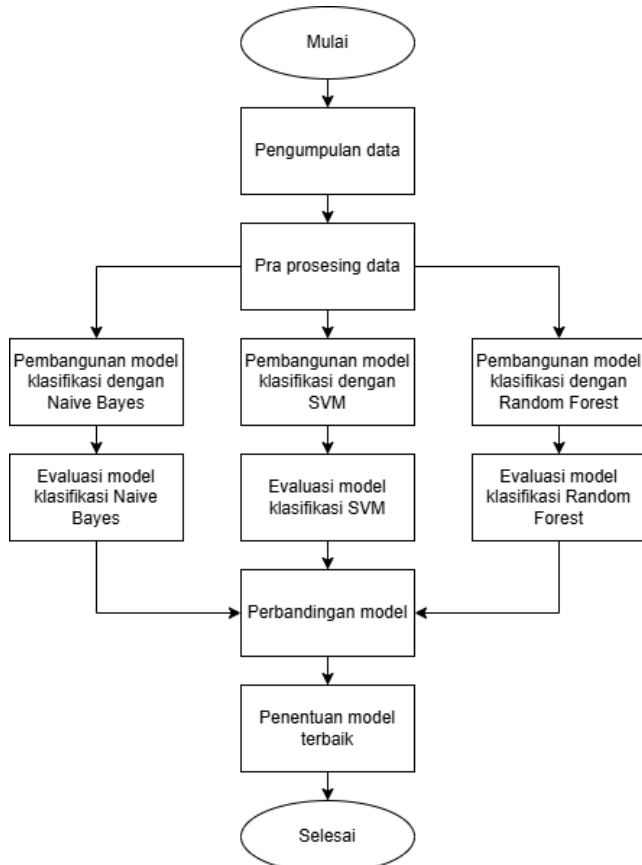 Mulai
Pengumpulan data
Pra prosesing data
Pembangunan model
klasifikasi dengan
Naive Bayes
Pembangunan model
klasifikasi dengan
SVM
Pembangunan model
klasifikasi dengan
Random Forest
Evaluasi model
klasifikasi Naive
Bayes
Evaluasi model
klasifikasi SVM
Evaluasi model
klasifikasi Random
Forest
Perbandingan model
Penentuan model
terbaik
Selesai